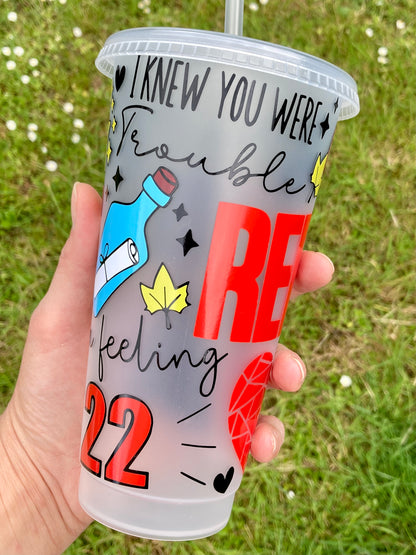 I KNEW YOU WERE
Trouble
RE
feeling
22